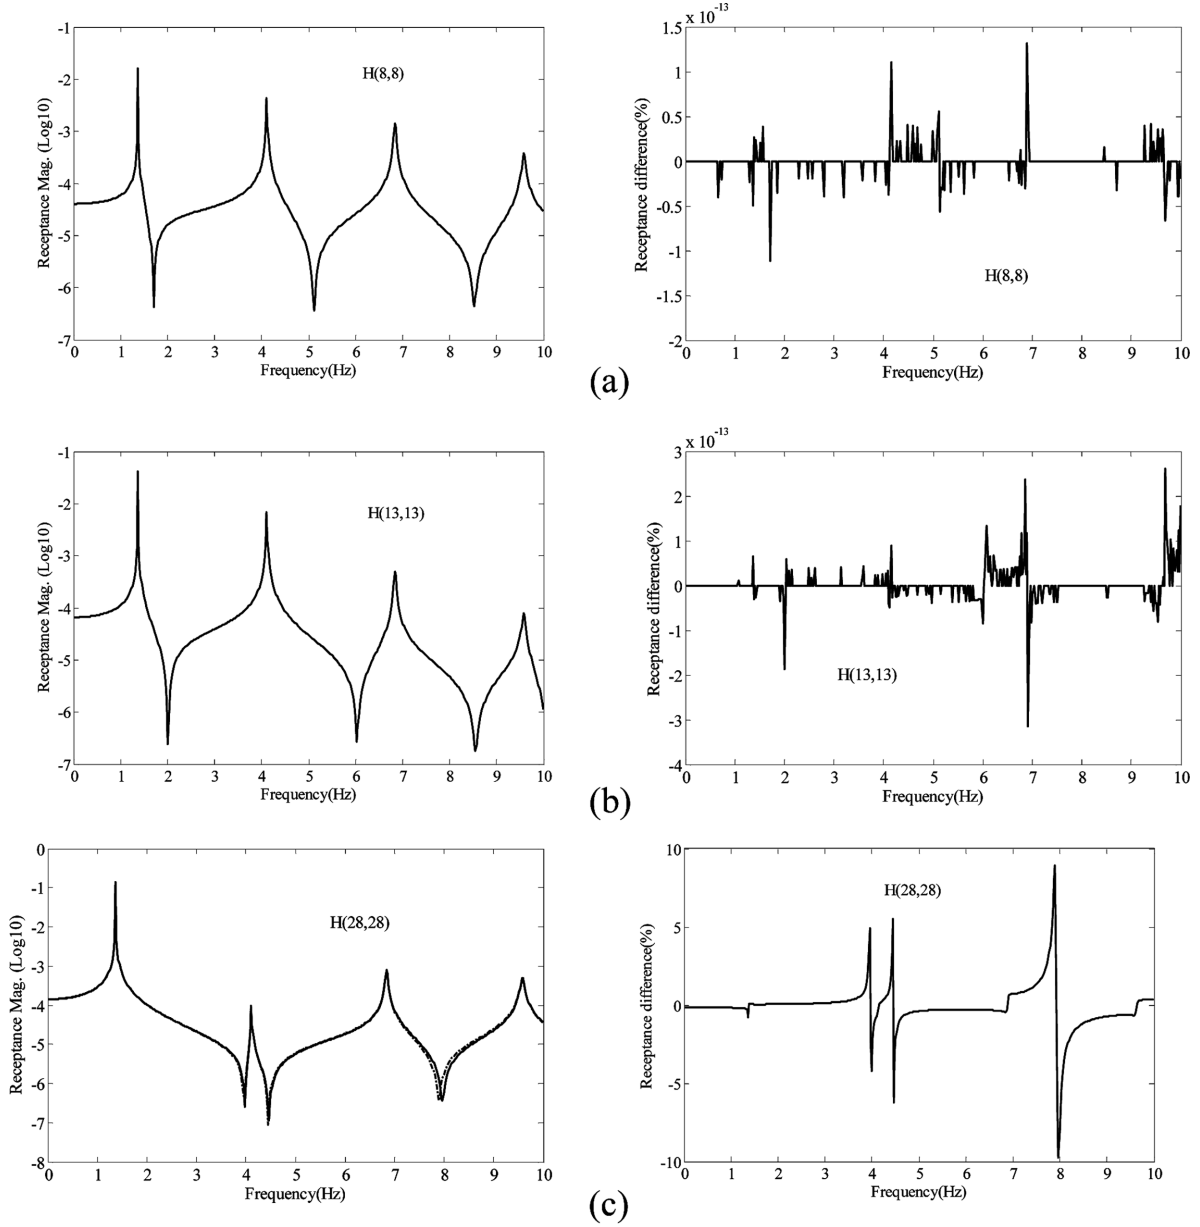 -1
-2
-3
-4
-5
-6
-7
Receptance Mag. (Log10)
H(8,8)
0 1 2 3 4 5 6 7 8 9 10
Frequency(Hz)
x 10 -13
1.5
1
0.5
0
-0.5
-1
-1.5
-2
Receptance difference(%)
H(8,8)
0 1 2 3 4 5 6 7 8 9 10
Frequency(Hz)
(a)
-1
-2
-3
-4
-5
-6
-7
Receptance Mag. (Log10)
H(13,13)
0 1 2 3 4 5 6 7 8 9 10
Frequency(Hz)
x 10 -13
3
2
1
0
-1
-2
-3
-4
Receptance difference(%)
H(13,13)
0 1 2 3 4 5 6 7 8 9 10
Frequency(Hz)
(b)
0
-1
-2
-3
-4
-5
-6
-7
-8
Receptance Mag. (Log10)
H(28,28)
0 1 2 3 4 5 6 7 8 9 10
Frequency(Hz)
10
5
0
-5
-10
Receptance difference(%)
H(28,28)
0 1 2 3 4 5 6 7 8 9 10
Frequency(Hz)
(c)